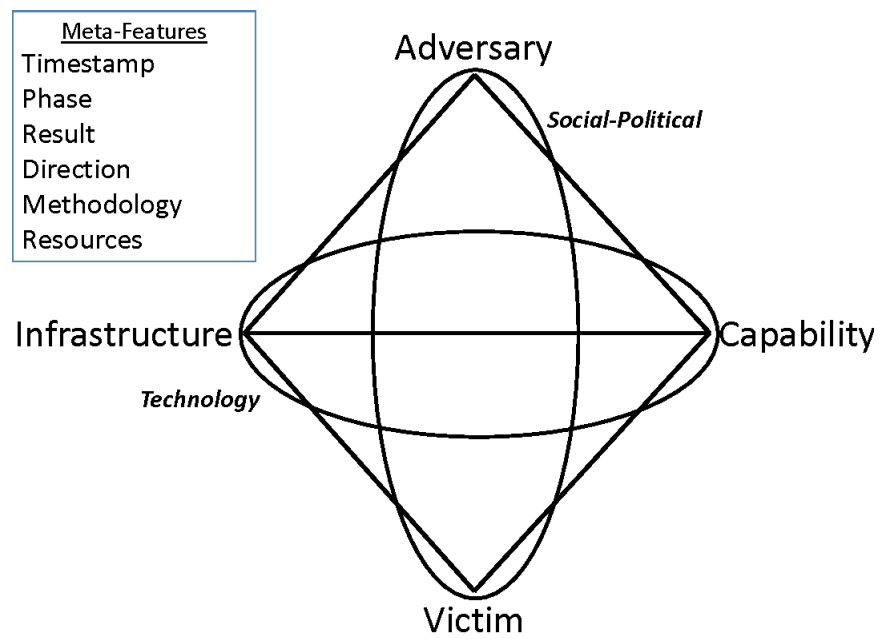 Meta-Features
Timestamp
Phase
Result
Direction
Methodology
Resources
Adversary
Social-Political
Infrastructure
Capability
Technology
Victim